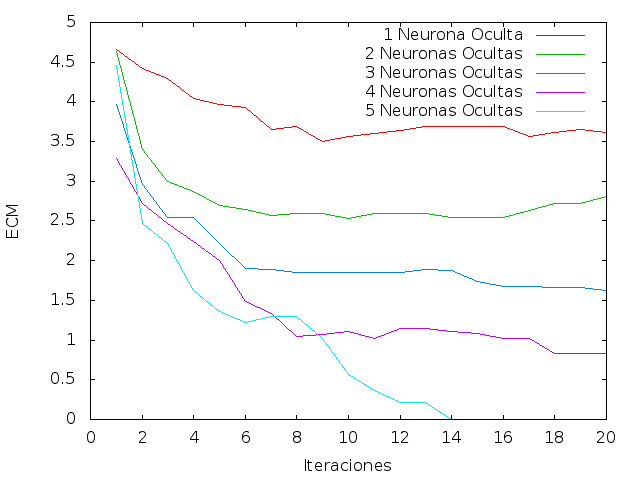 5
4.5
4
3.5
3
2.5
2
1.5
1
0.5
0
ECM
1 Neurona Oculta
2 Neuronas Ocultas
3 Neuronas Ocultas
4 Neuronas Ocultas
5 Neuronas Ocultas
0 2 4 6 8 10 12 14 16 18 20
Iteraciones